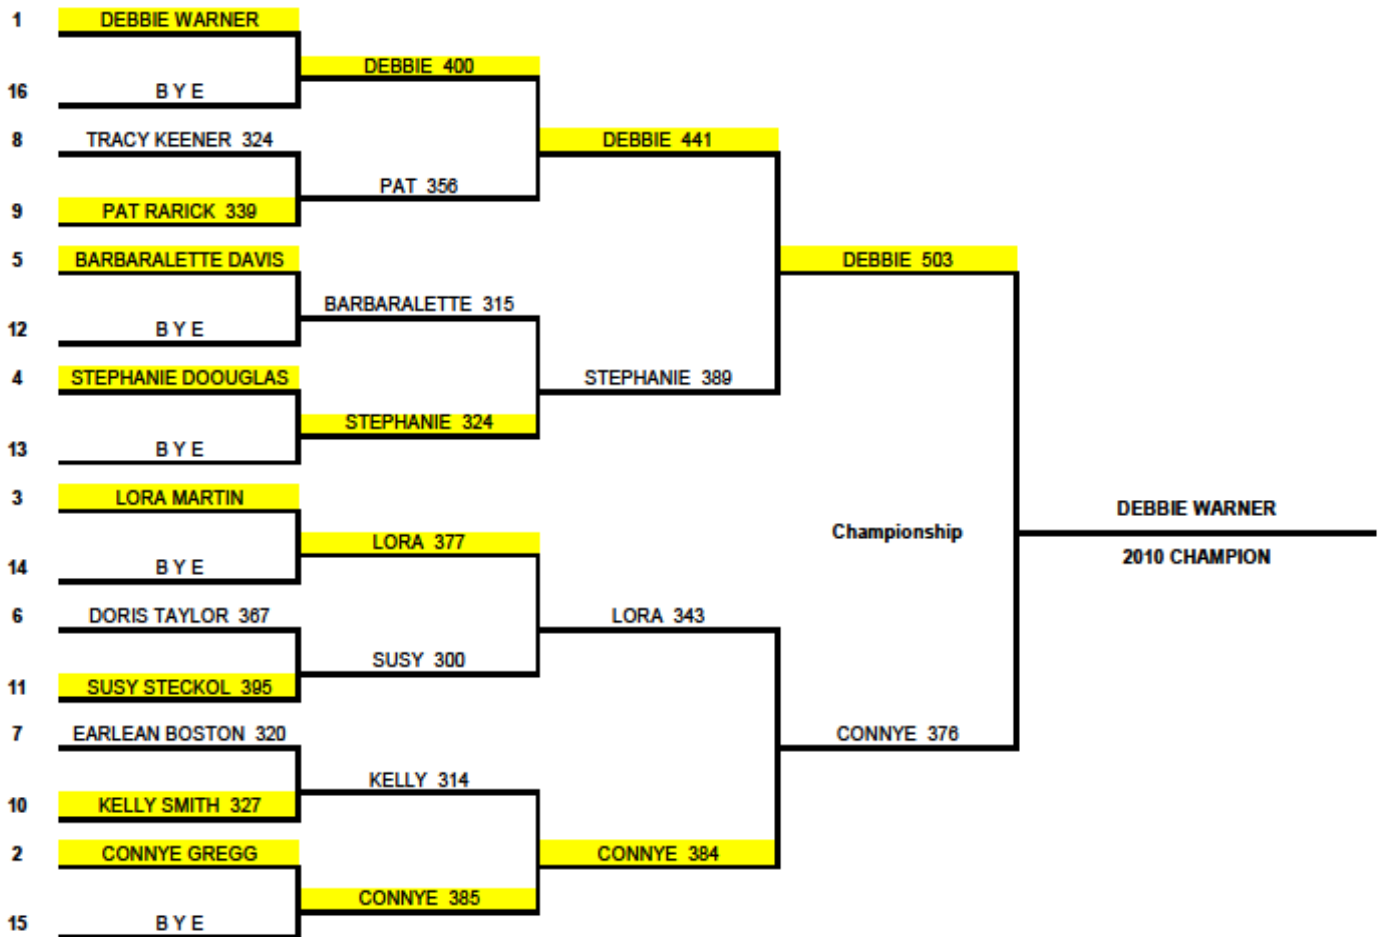 1 DEBBIE WARNER
DEBBIE 400
16 B Y E
8 TRACY KEENER 324
DEBBIE 441
PAT 356
9 PAT RARICK 339
5 BARBARALETTE DAVIS
DEBBIE 503
BARBARALETTE 315
12 B Y E
4 STEPHANIE DOOUGLAS
STEPHANIE 389
STEPHANIE 324
13 B Y E
3 LORA MARTIN
DEBBIE WARNER
Championship
LORA 377
2010 CHAMPION
14 B Y E
6 DORIS TAYLOR 367
LORA 343
SUSY 300
11 SUSY STECKOL 395
7 EARLEAN BOSTON 320
CONNYE 376
KELLY 314
10 KELLY SMITH 327
2 CONNYE GREGG
CONNYE 384
CONNYE 385
15 B Y E